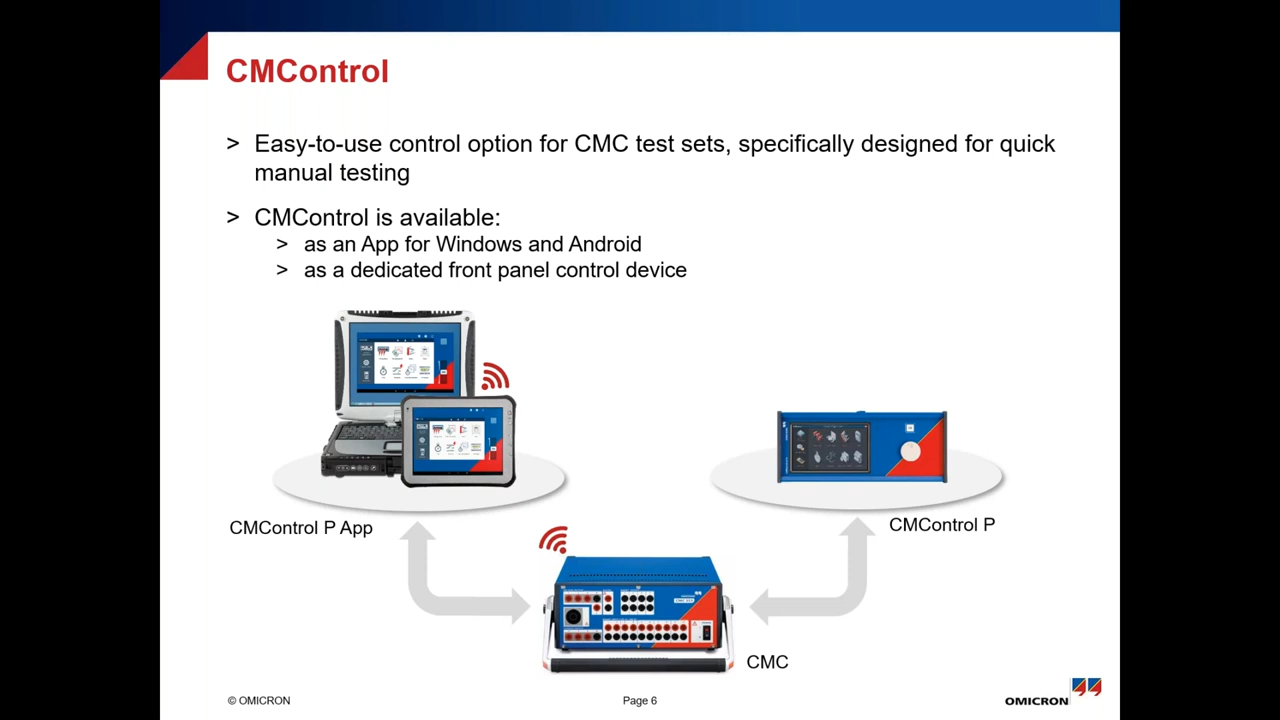 CMControl
> Easy-to-use control option for CMC test sets, specifically designed for quick
manual testing
> CMControl is available:
> as an App for Windows and Android
> as a dedicated front panel control device
CMControl P App
CMControl P
CMC
© OMICRON
Page 6
OMICRON